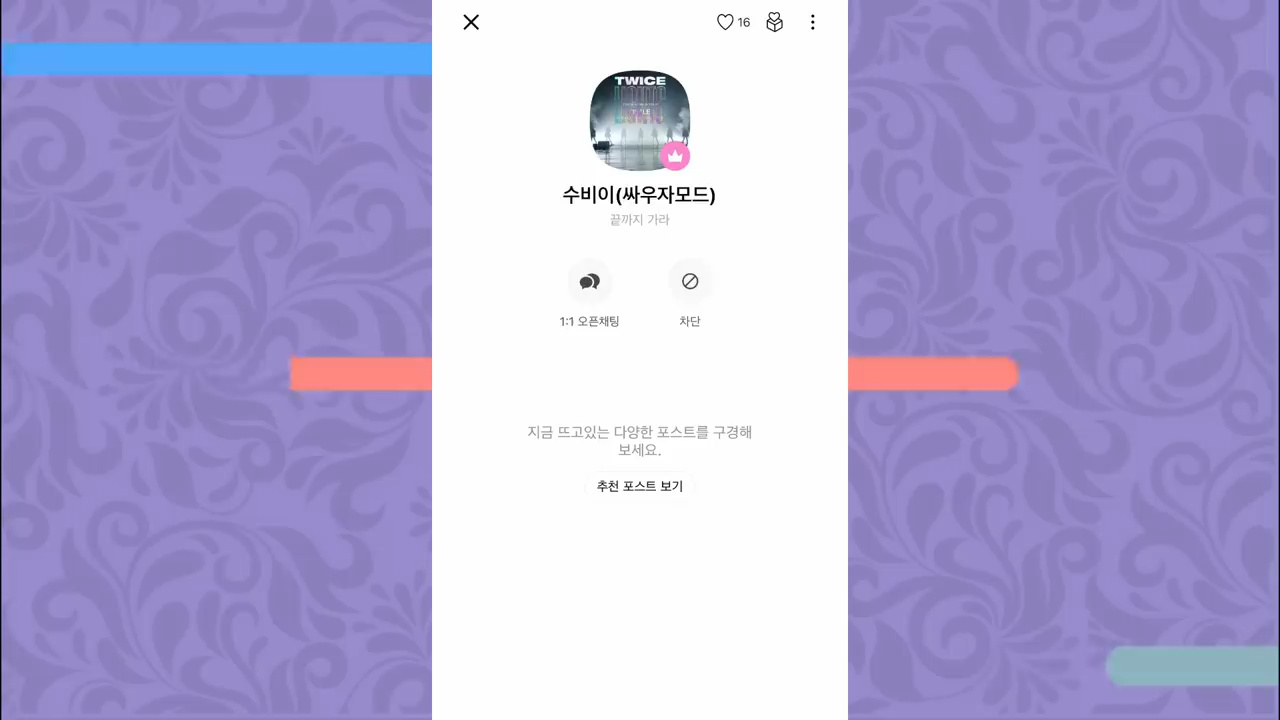 16
TWICE
수비이(싸우자모드)
끝까지 가라
1:1 오픈채팅
차단
지금 뜨고있는 다양한 포스트를 구경해
보세요.
추천 포스트 보기